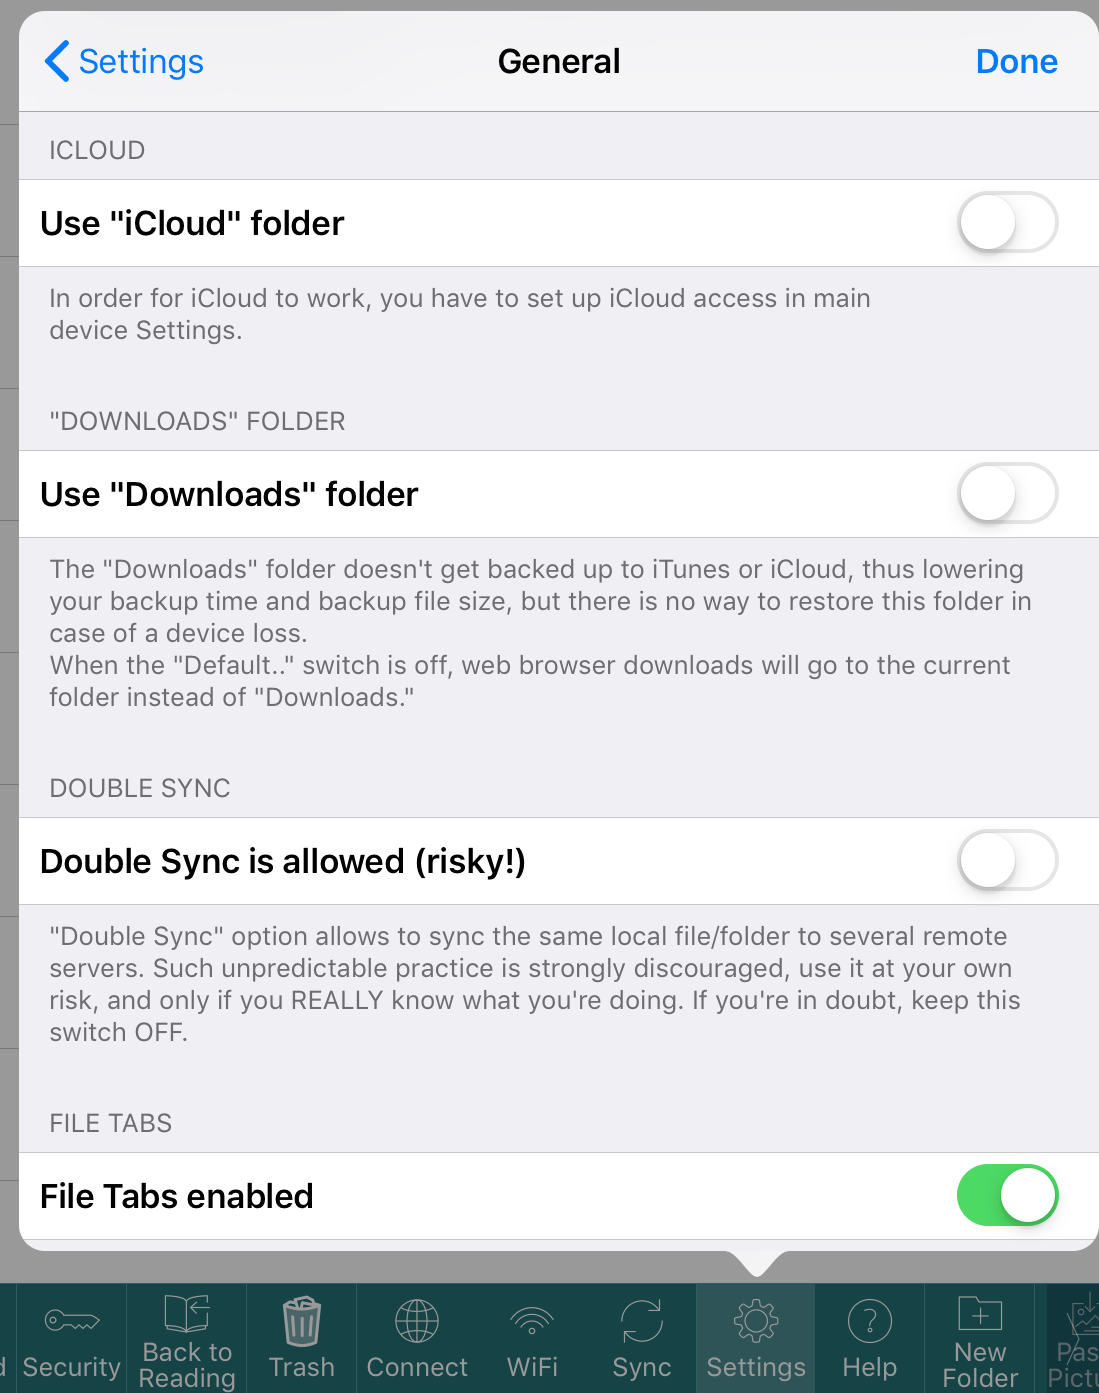 Settings
General
Done
ICLOUD
Use "iCloud" folder
In order for iCloud to work, you have to set up iCloud access in main
device Settings.
"DOWNLOADS" FOLDER
Use "Downloads" folder
The "Downloads" folder doesn't get backed up to iTunes or iCloud, thus lowering
your backup time and backup file size, but there is no way to restore this folder in
case of a device loss.
When the "Default.." switch is off, web browser downloads will go to the current
folder instead of "Downloads."
DOUBLE SYNC
Double Sync is allowed (risky!)
"Double Sync" option allows to sync the same local file/folder to several remote
servers. Such unpredictable practice is strongly discouraged, use it at your own
risk, and only if you REALLY know what you're doing. If you're in doubt, keep this
switch OFF.
FILE TABS
File Tabs enabled
Security
Back to
Reading
Trash
Connect
WiFi
Sync
Settings
Help
New
Folder